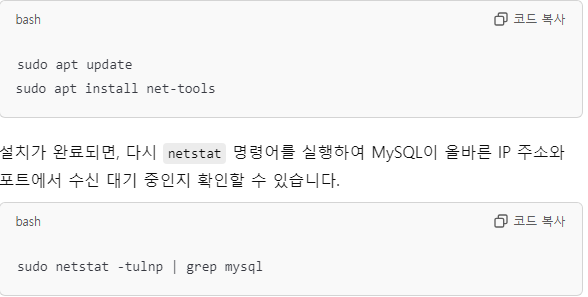 bash
코드 복사
sudo apt update
sudo apt install net-tools
설치가 완료되면, 다시 netstat 명령어를 실행하여 MySQL이 올바른 IP 주소와
포트에서 수신 대기 중인지 확인할 수 있습니다.
bash
코드 복사
sudo netstat -tulnp | grep mysql